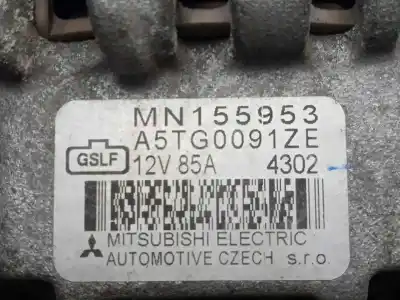 MN155953
A5TG0091ZE
GSLF
12V 85A 4302
MITSUBISHI ELECTRIC
AUTOMOTIVE CZECH s.r.o.